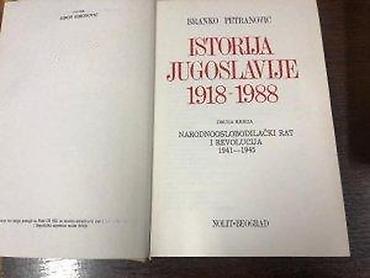 BRANKO PETRANOVIĆ
ISTORIJA
JUGOSLAVIJE
1918-1988
DRUGA KNJIGA
NARODNOOSLOBODILAČKI RAT
I REVOLUCIJA
1941—1945
NOLIT•BEOGRAD